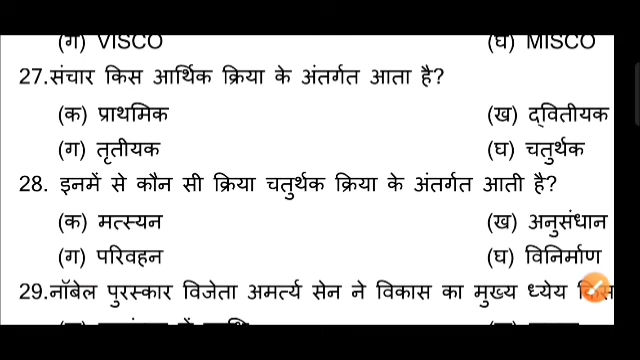 (ग) VISCO (घ) MISCO
27.संचार किस आर्थिक क्रिया के अंतर्गत आता है?
(क) प्राथमिक (ख) द्वितीयक
(ग) तृतीयक (घ) चतुर्थक
28. इनमें से कौन सी क्रिया चतुर्थक क्रिया के अंतर्गत आती है?
(क) मत्स्यन (ख) अनुसंधान
(ग) परिवहन (घ) विनिर्माण
29.नॉबेल पुरस्कार विजेता अमर्त्य सेन ने विकास का मुख्य ध्येय किस